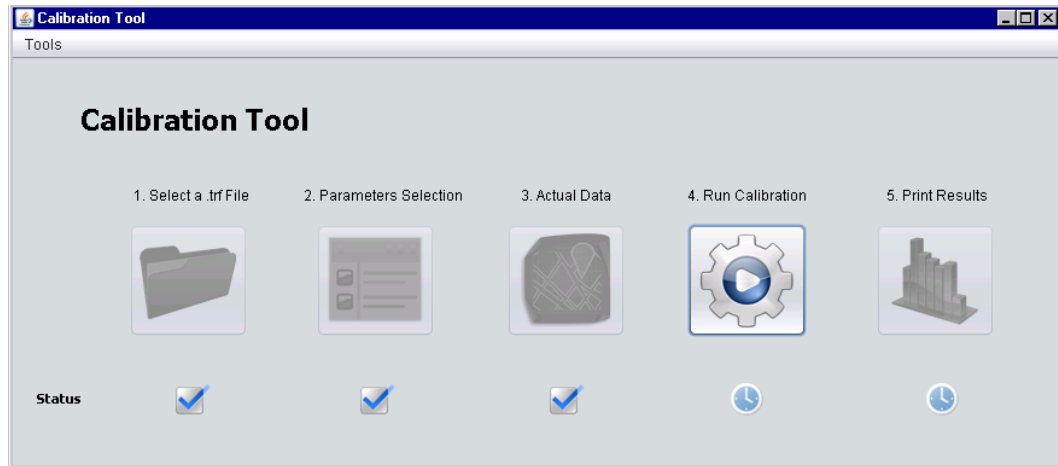 Calibration Tool
Tools
Calibration Tool
1. Select a .trf File
2. Parameters Selection
3. Actual Data
4. Run Calibration
5. Print Results
Status